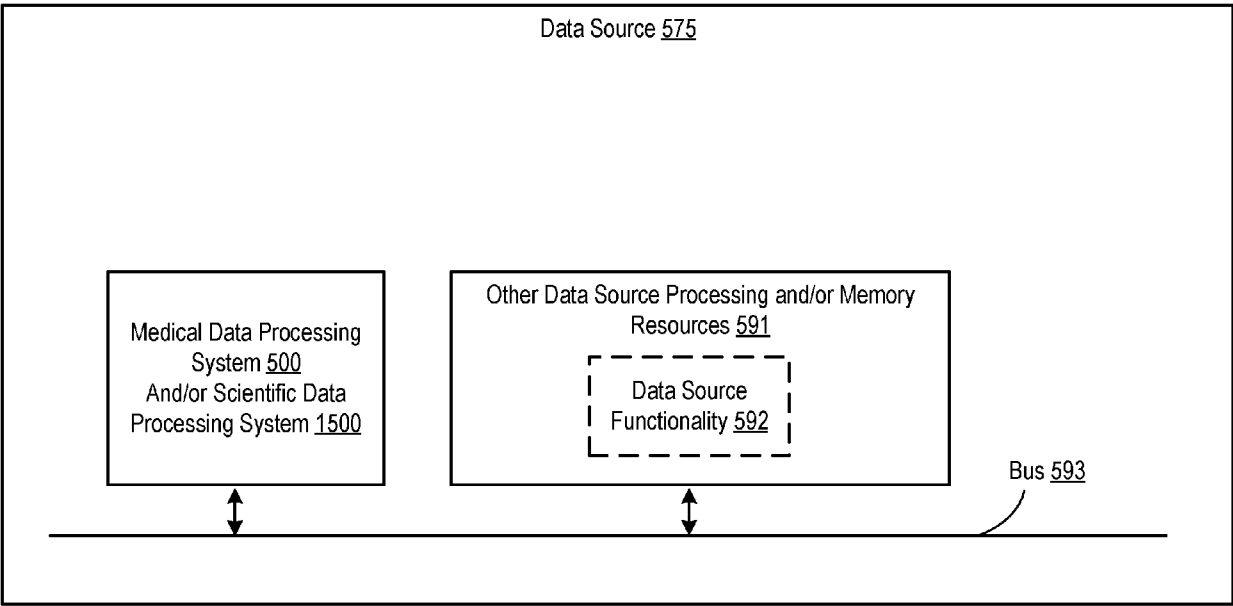 Data Source 575
Medical Data Processing
System 500
And/or Scientific Data
Processing System 1500
Other Data Source Processing and/or Memory
Resources 591
Data Source
Functionality 592
Bus 593